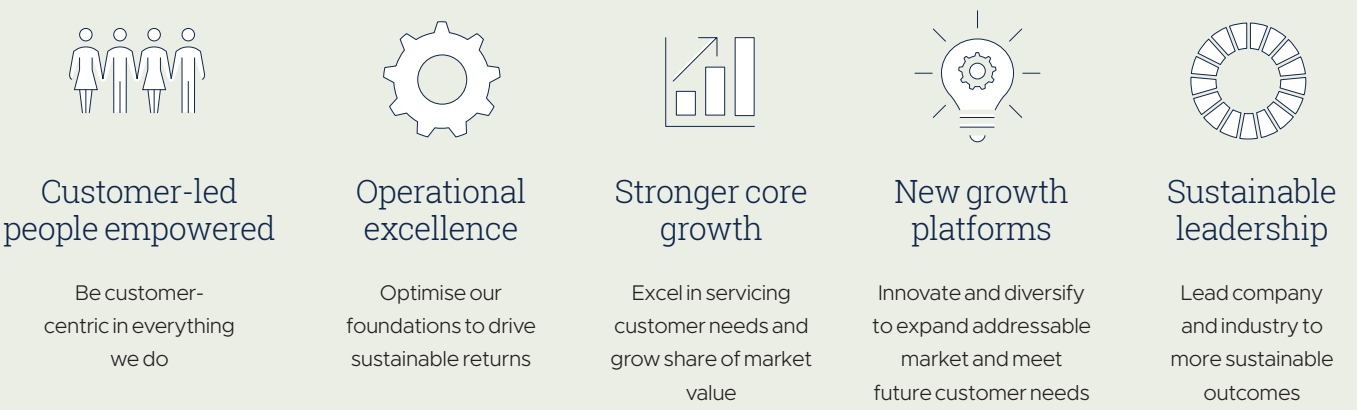 Customer-led
people empowered
Be customer-
centric in everything
we do
Operational
excellence
Optimise our
foundations to drive
sustainable returns
Stronger core
growth
Excel in servicing
customer needs and
grow share of market
value
New growth
platforms
Innovate and diversify
to expand addressable
market and meet
future customer needs
Sustainable
leadership
Lead company
and industry to
more sustainable
outcomes